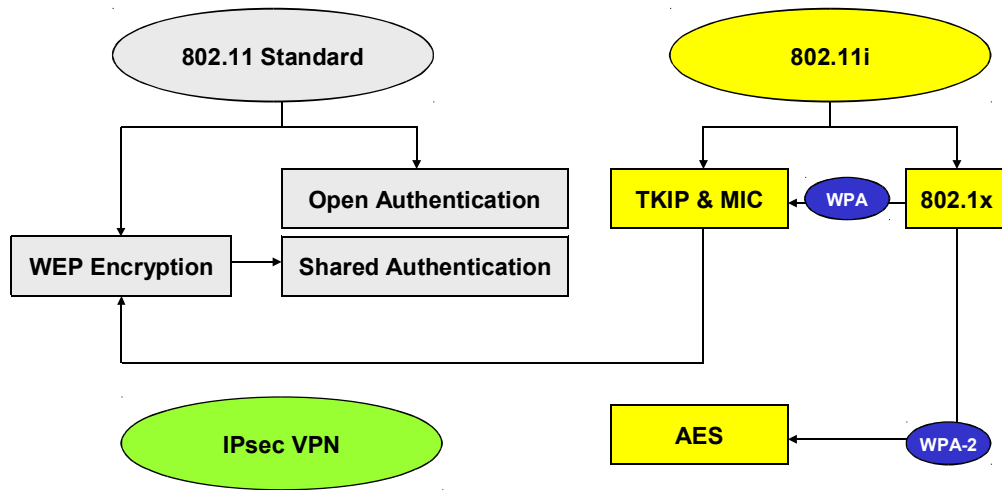 802.11 Standard
802.11i
Open Authentication
TKIP & MIC
WPA
802.1x
WEP Encryption
Shared Authentication
IPsec VPN
AES
WPA-2